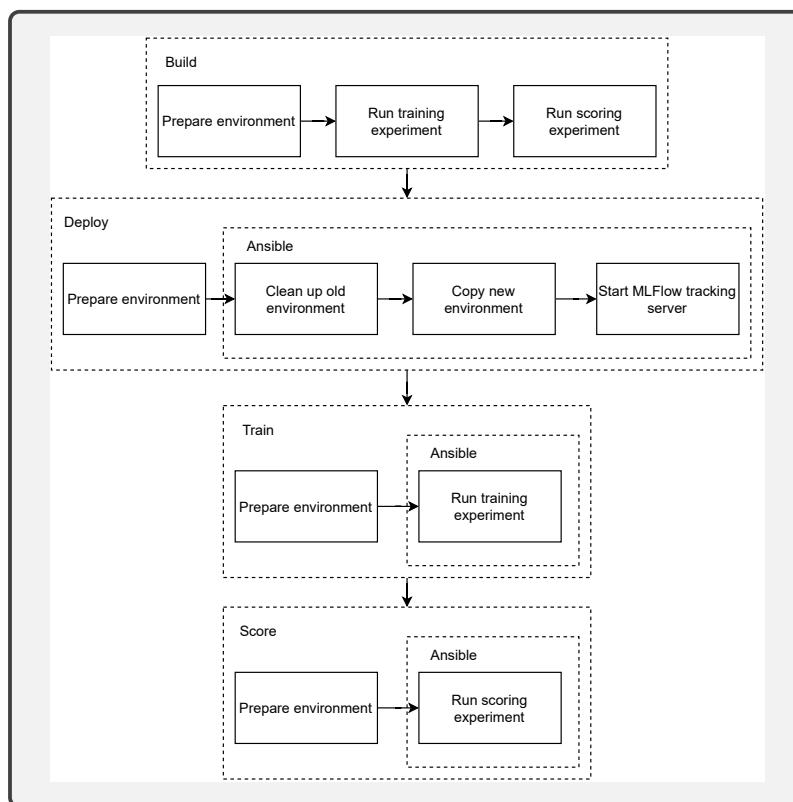 Build
Prepare environment
Run training
experiment
Run scoring
experiment
Deploy
Ansible
Prepare environment
Clean up old
environment
Copy new
environment
Start MLFlow tracking
server
Train
Ansible
Prepare environment
Run training
experiment
Score
Ansible
Prepare environment
Run scoring
experiment